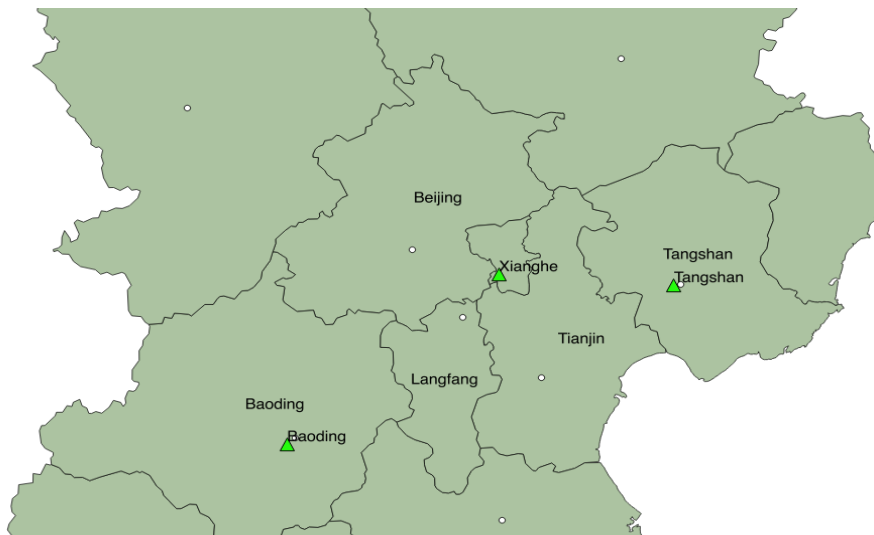 Beijing
Tangshan
Xianghe
Tangshan
Tianjin
Langfang
Baoding
Baoding